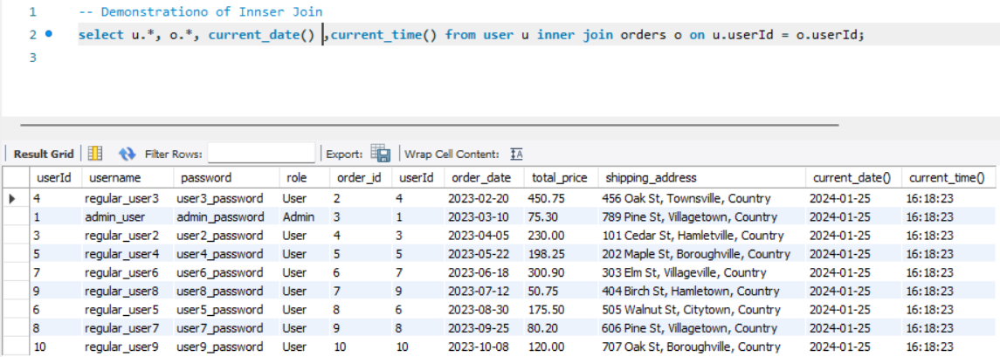 1 -- Demonstrationo of Innser Join
2 select u.*, o.*, current_date() ,current_time() from user u inner join orders o on u.userId = o.userId;
3
Result Grid Filter Rows: Export: Wrap Cell Content: IA
userId username password role order_id userId order_date total_price shipping_address current_date() current_time()
4 regular_user3 user3_password User 2 4 2023-02-20 450.75 456 Oak St, Townsville, Country 2024-01-25 16:18:23
1 admin_user admin_password Admin 3 1 2023-03-10 75.30 789 Pine St, Villagetown, Country 2024-01-25 16:18:23
3 regular_user2 user2_password User 4 3 2023-04-05 230.00 101 Cedar St, Hamletville, Country 2024-01-25 16:18:23
5 regular_user4 user4_password User 5 5 2023-05-22 198.25 202 Maple St, Boroughville, Country 2024-01-25 16:18:23
7 regular_user6 user6_password User 6 7 2023-06-18 300.90 303 Elm St, Villageville, Country 2024-01-25 16:18:23
9 regular_user8 user8_password User 7 9 2023-07-12 50.75 404 Birch St, Hamletown, Country 2024-01-25 16:18:23
6 regular_user5 user5_password User 8 6 2023-08-30 175.50 505 Walnut St, Citytown, Country 2024-01-25 16:18:23
8 regular_user7 user7_password User 9 8 2023-09-25 80.20 606 Pine St, Villagetown, Country 2024-01-25 16:18:23
10 regular_user9 user9_password User 10 10 2023-10-08 120.00 707 Oak St, Boroughville, Country 2024-01-25 16:18:23